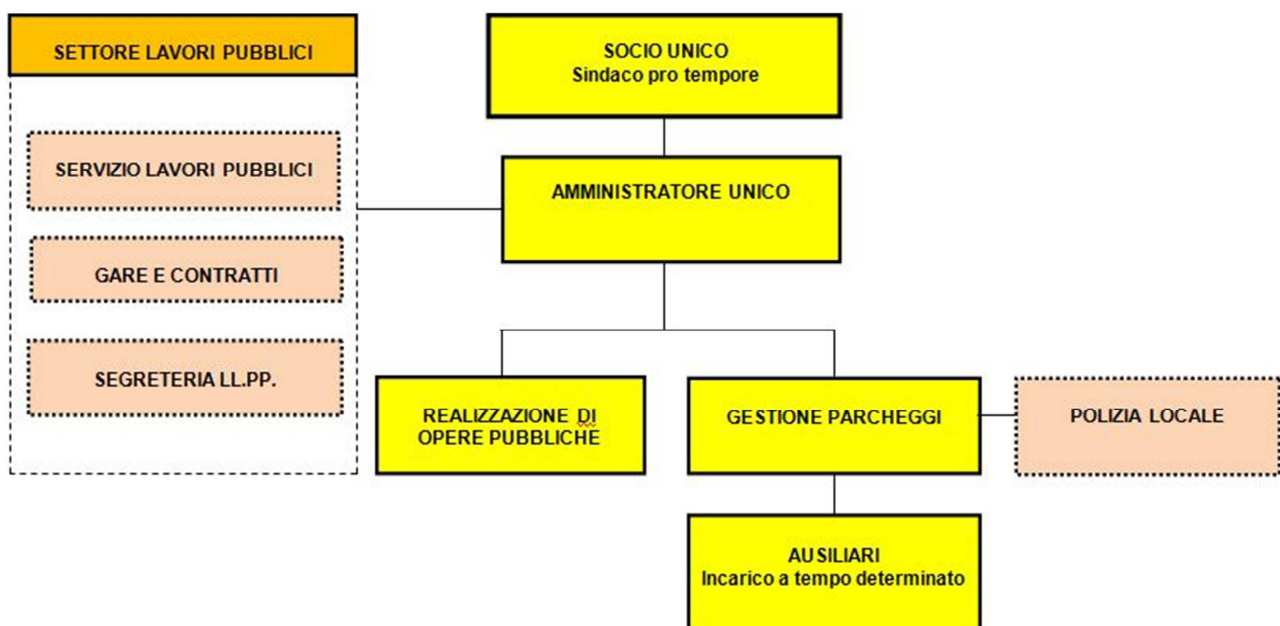 SETTORE LAVORI PUBBLICI
SERVIZIO LAVORI PUBBLICI
GARE E CONTRATTI
SEGRETERIA LL.PP.
SOCIO UNICO
Sindaco pro tempore
AMMINISTRATORE UNICO
REALIZZAZIONE DI
OPERE PUBBLICHE
GESTIONE PARCHEGGI
POLIZIA LOCALE
AUSILIARI
Incarico a tempo determinato